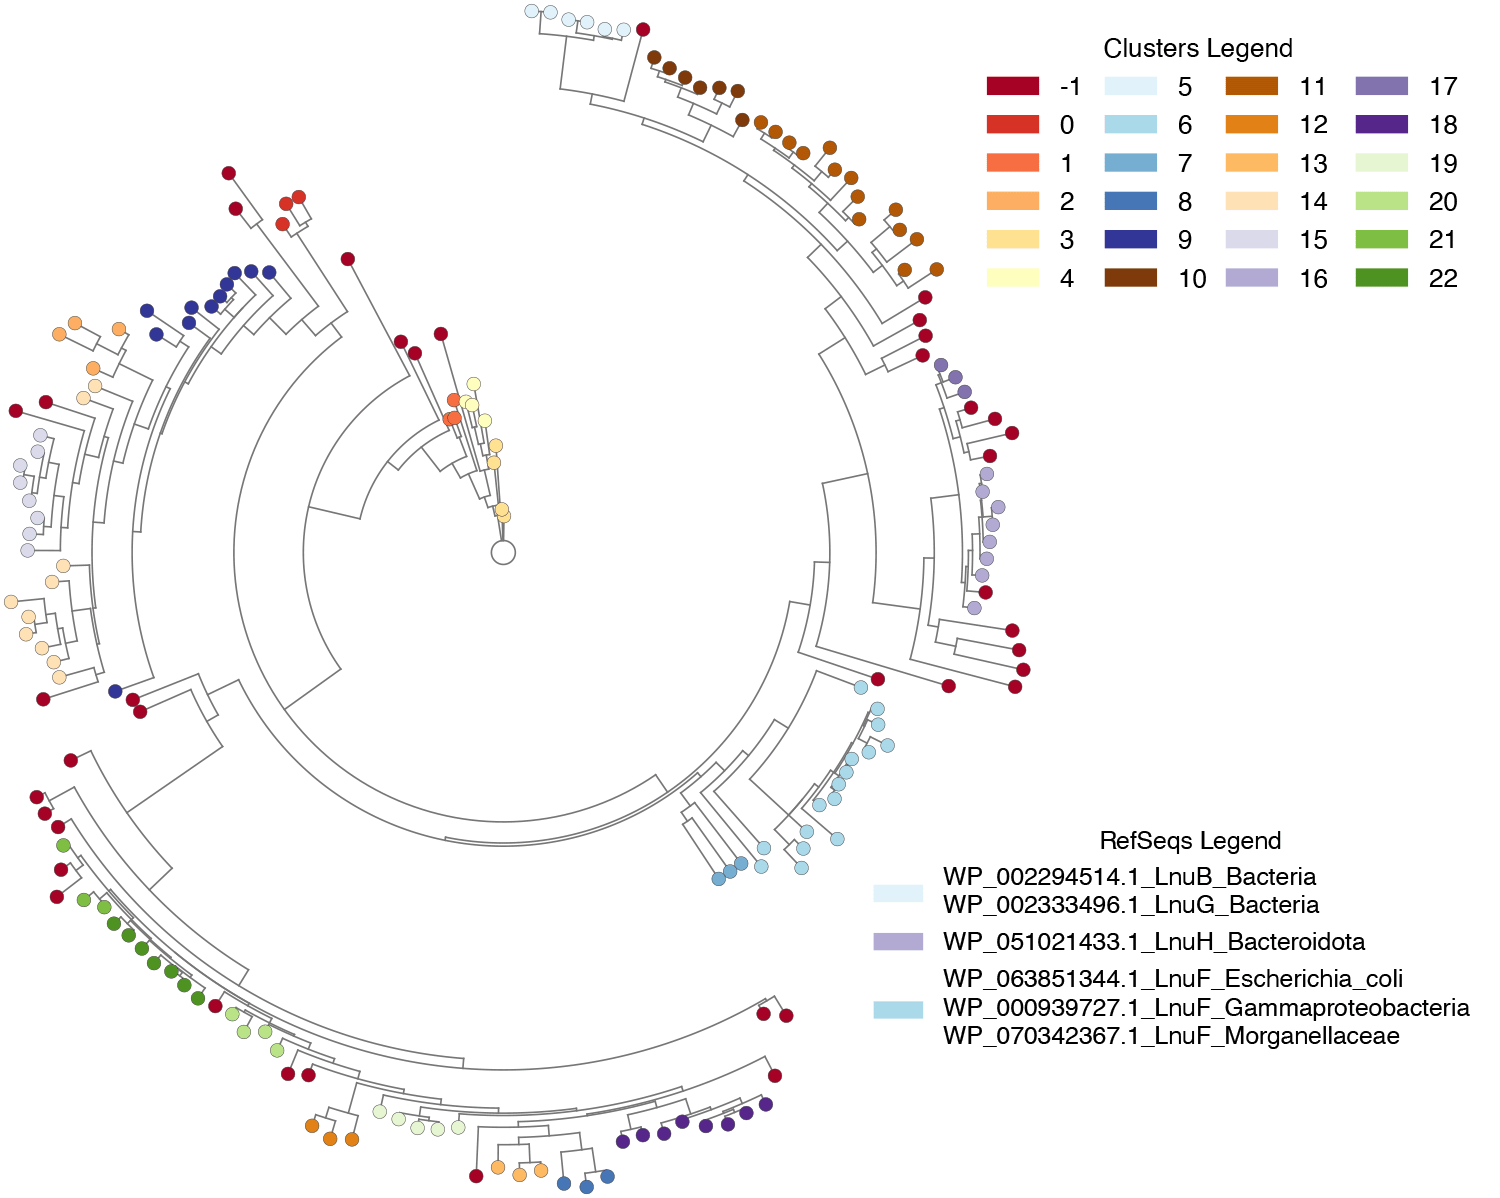 Clusters Legend
-1 5 11 17
0 6 12 18
1 7 13 19
2 8 14 20
3 9 15 21
4 10 16 22
RefSeqs Legend
WP_002294514.1_LnuB_Bacteria
WP_002333496.1_LnuG_Bacteria
WP_051021433.1_LnuH_Bacteroidota
WP_063851344.1_LnuF_Escherichia_coli
WP_000939727.1_LnuF_Gammaproteobacteria
WP_070342367.1_LnuF_Morganellaceae